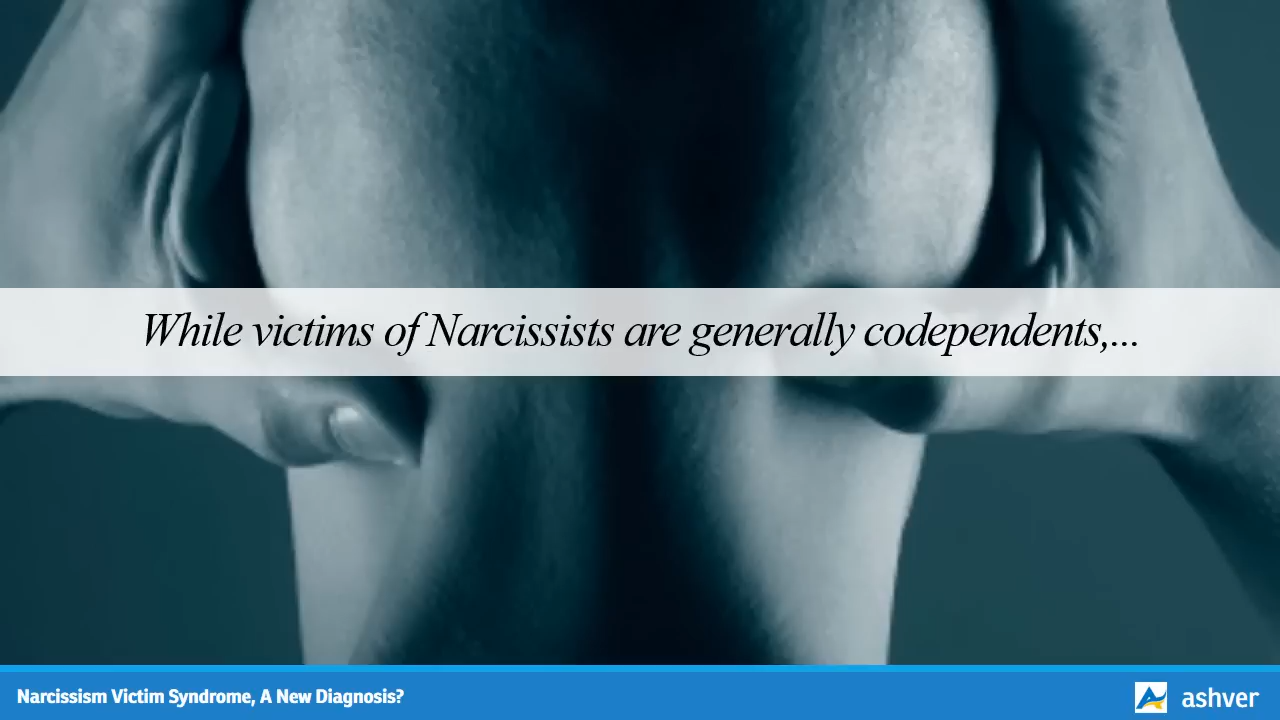 While victims of Narcissists are generally codependents,...
Narcissism Victim Syndrome, A New Diagnosis?
ashver